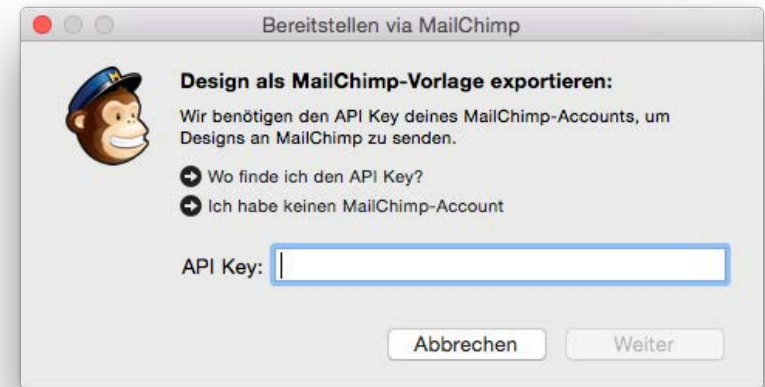 Bereitstellen via MailChimp
Design als MailChimp-Vorlage exportieren:
Wir benötigen den API Key deines MailChimp-Accounts, um
Designs an MailChimp zu senden.
Wo finde ich den API Key?
Ich habe keinen MailChimp-Account
API Key:
Abbrechen
Weiter